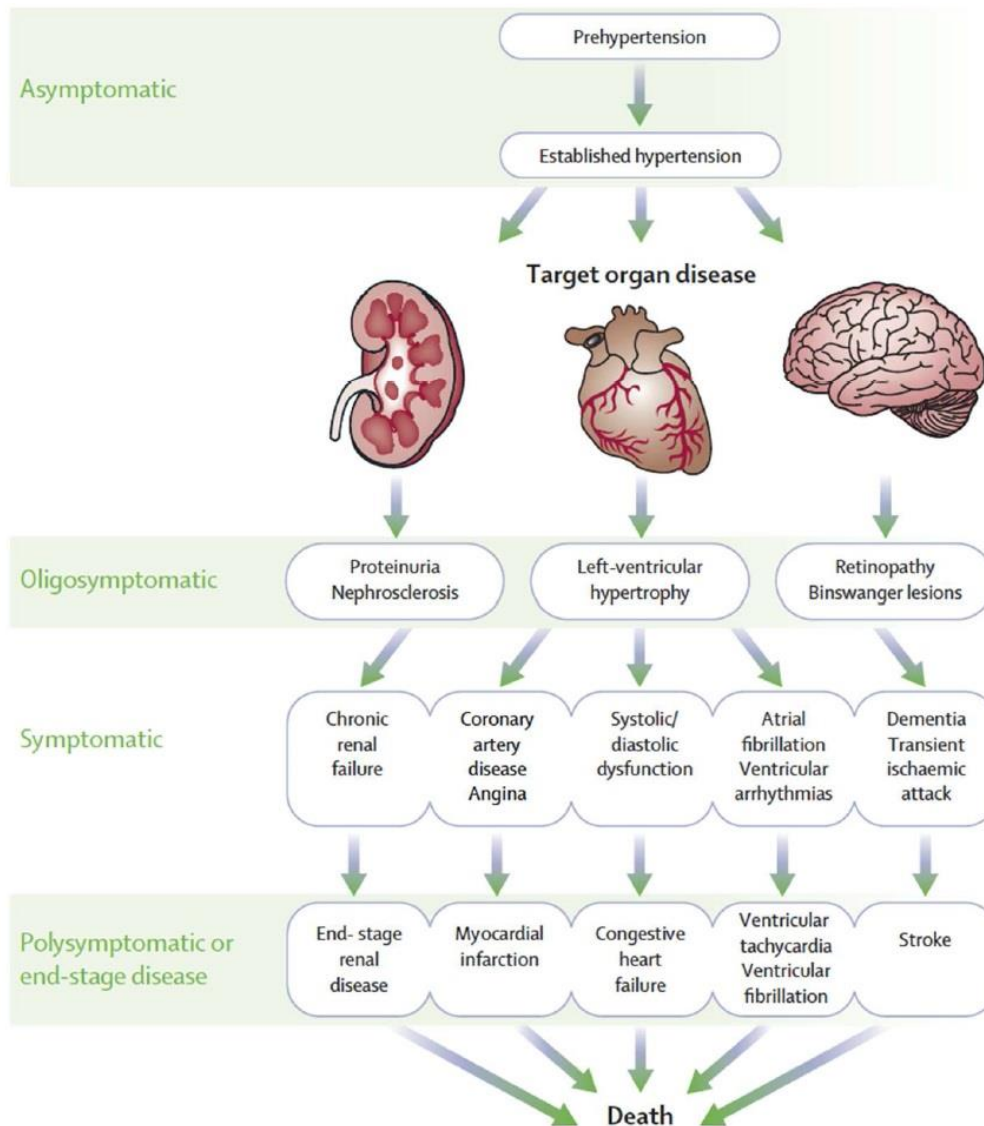 Prehypertension
Asymptomatic
Established hypertension
Target organ disease
Oligosymptomatic
Proteinuria
Nephrosclerosis
Left-ventricular
hypertrophy
Retinopathy
Binswanger lesions
Symptomatic
Chronic
renal
failure
Coronary
artery
disease
Angina
Systolic/
diastolic
dysfunction
Atrial
fibrillation
Ventricular
arrhythmias
Dementia
Transient
ischaemic
attack
Polysymptomatic or
end-stage disease
End- stage
renal
disease
Myocardial
infarction
Congestive
heart
failure
Ventricular
tachycardia
Ventricular
fibrillation
Stroke
Death